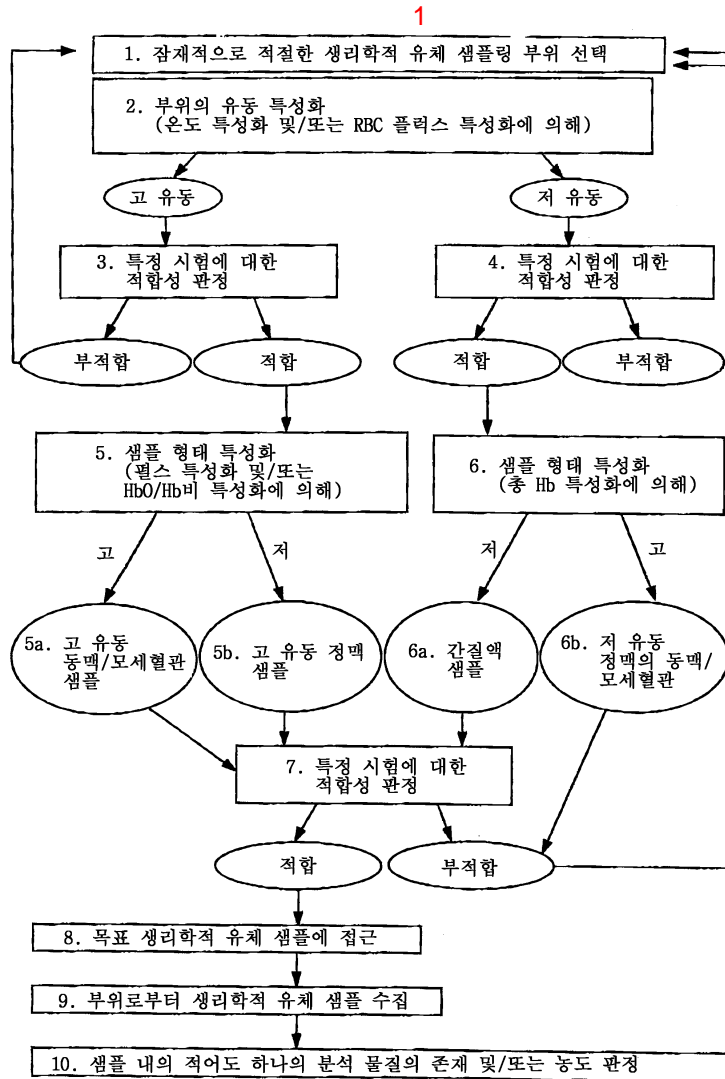 1
1. 잠재적으로 적절한 생리학적 유체 샘플링 부위 선택
2. 부위의 유동 특성화
(온도 특성화 및/또는 RBC 플럭스 특성화에 의해)
고 유동
저 유동
3. 특정 시험에 대한
적합성 판정
4. 특정 시험에 대한
적합성 판정
부적합
적합
적합
부적합
5. 샘플 형태 특성화
(펄스 특성화 및/또는
HbO/Hb비 특성화에 의해)
6. 샘플 형태 특성화
(총 Hb 특성화에 의해)
고
저
저
고
5a. 고 유동
동맥/모세혈관
샘플
5b. 고 유동 정맥
샘플
6a. 간질액
샘플
6b. 저 유동
정맥의 동맥/
모세혈관
7. 특정 시험에 대한
적합성 판정
적합
부적합
8. 목표 생리학적 유체 샘플에 접근
9. 부위로부터 생리학적 유체 샘플 수집
10. 샘플 내의 적어도 하나의 분석 물질의 존재 및/또는 농도 판정